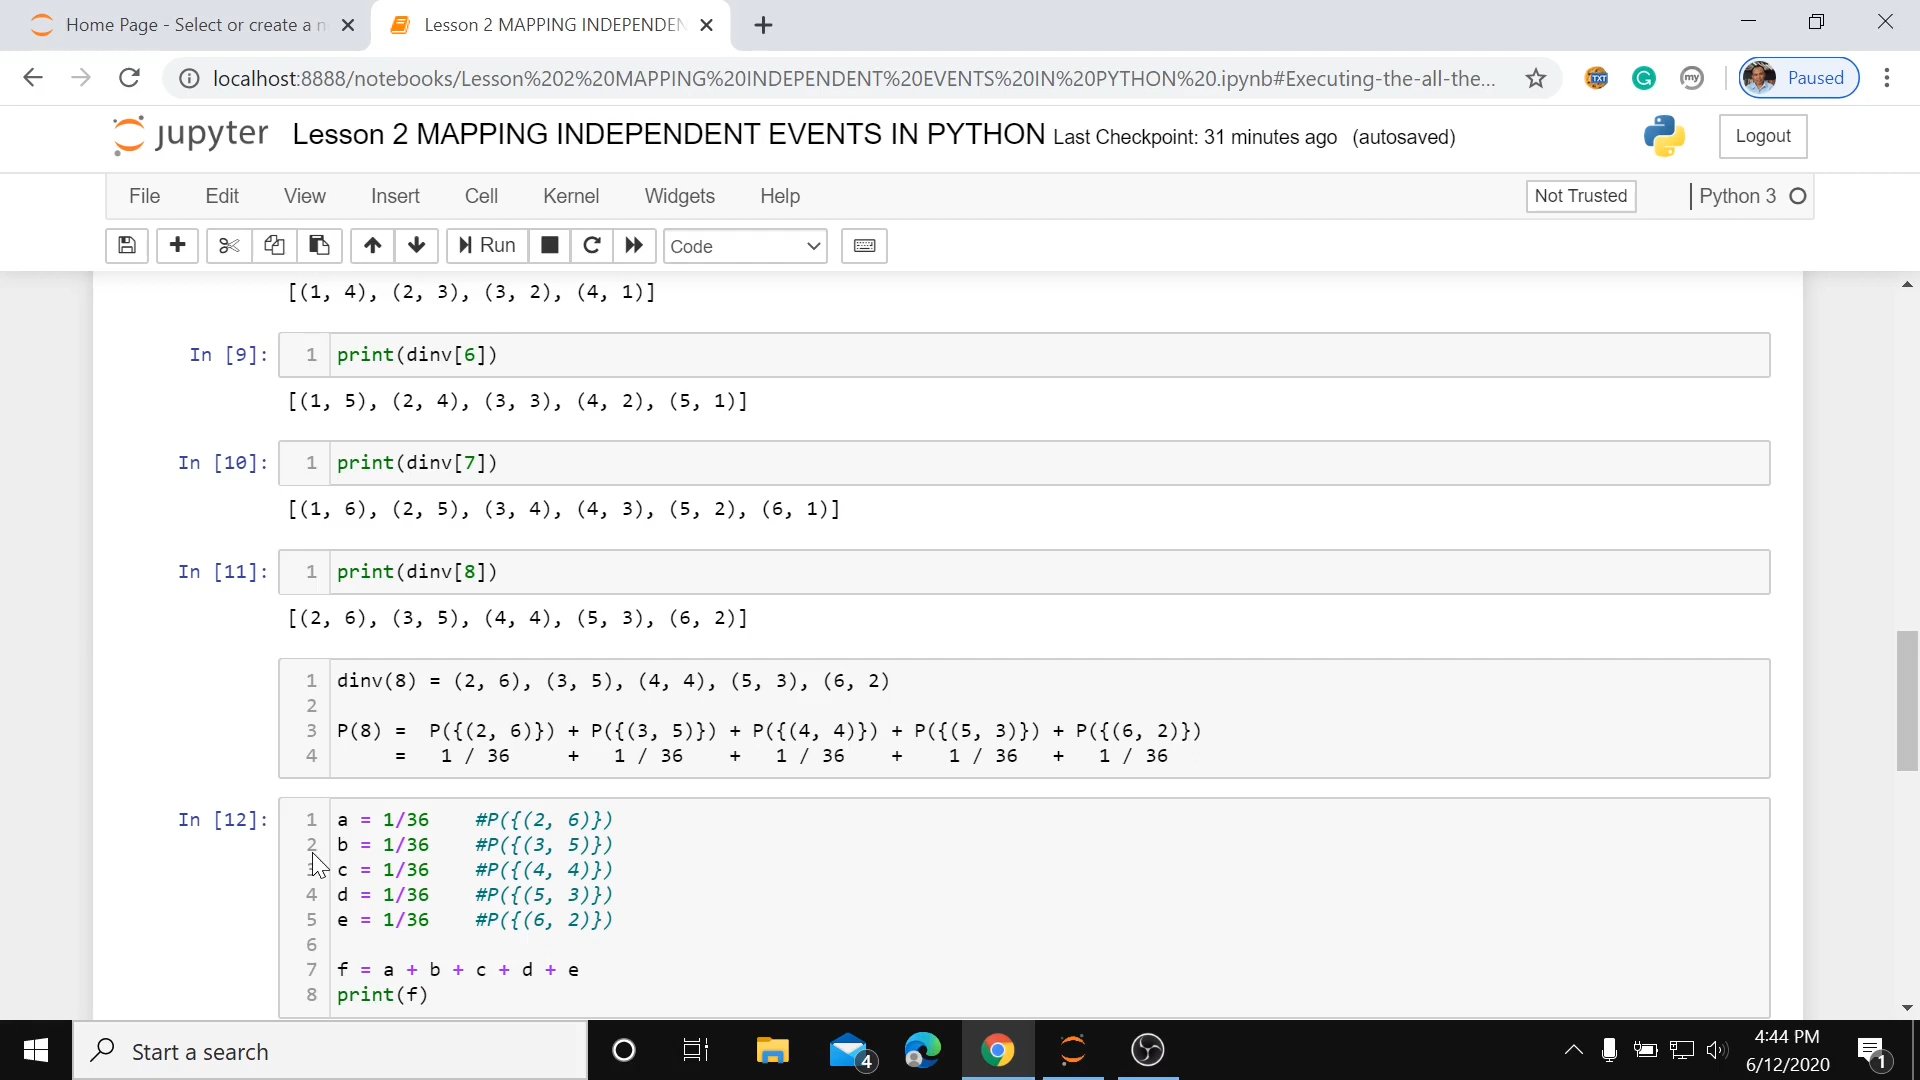 Home Page - Select or create a n
Lesson 2 MAPPING INDEPENDEN
localhost:8888/notebooks/Lesson%202%20MAPPING%20INDEPENDENT%20EVENTS%20IN%20PYTHON%20.ipynb#Executing-the-all-the...
TXT
G
my
Paused
jupyter Lesson 2 MAPPING INDEPENDENT EVENTS IN PYTHON Last Checkpoint: 31 minutes ago (autosaved)
Logout
File Edit View Insert Cell Kernel Widgets Help
Not Trusted
Python 3
Run
Code
[(1, 4), (2, 3), (3, 2), (4, 1)]
In [9]: 1 print(dinv[6])
[(1, 5), (2, 4), (3, 3), (4, 2), (5, 1)]
In [10]: 1 print(dinv[7])
[(1, 6), (2, 5), (3, 4), (4, 3), (5, 2), (6, 1)]
In [11]: 1 print(dinv[8])
[(2, 6), (3, 5), (4, 4), (5, 3), (6, 2)]
1 dinv(8) = (2, 6), (3, 5), (4, 4), (5, 3), (6, 2)
2
3 P(8) = P({(2, 6)}) + P({(3, 5)}) + P({(4, 4)}) + P({(5, 3)}) + P({(6, 2)})
4 = 1 / 36 + 1 / 36 + 1 / 36 + 1 / 36 + 1 / 36
In [12]: 1 a = 1/36 #P({(2, 6)})
2 b = 1/36 #P({(3, 5)})
3 c = 1/36 #P({(4, 4)})
4 d = 1/36 #P({(5, 3)})
5 e = 1/36 #P({(6, 2)})
6
7 f = a + b + c + d + e
8 print(f)
Start a search
4
4:44 PM
6/12/2020
1